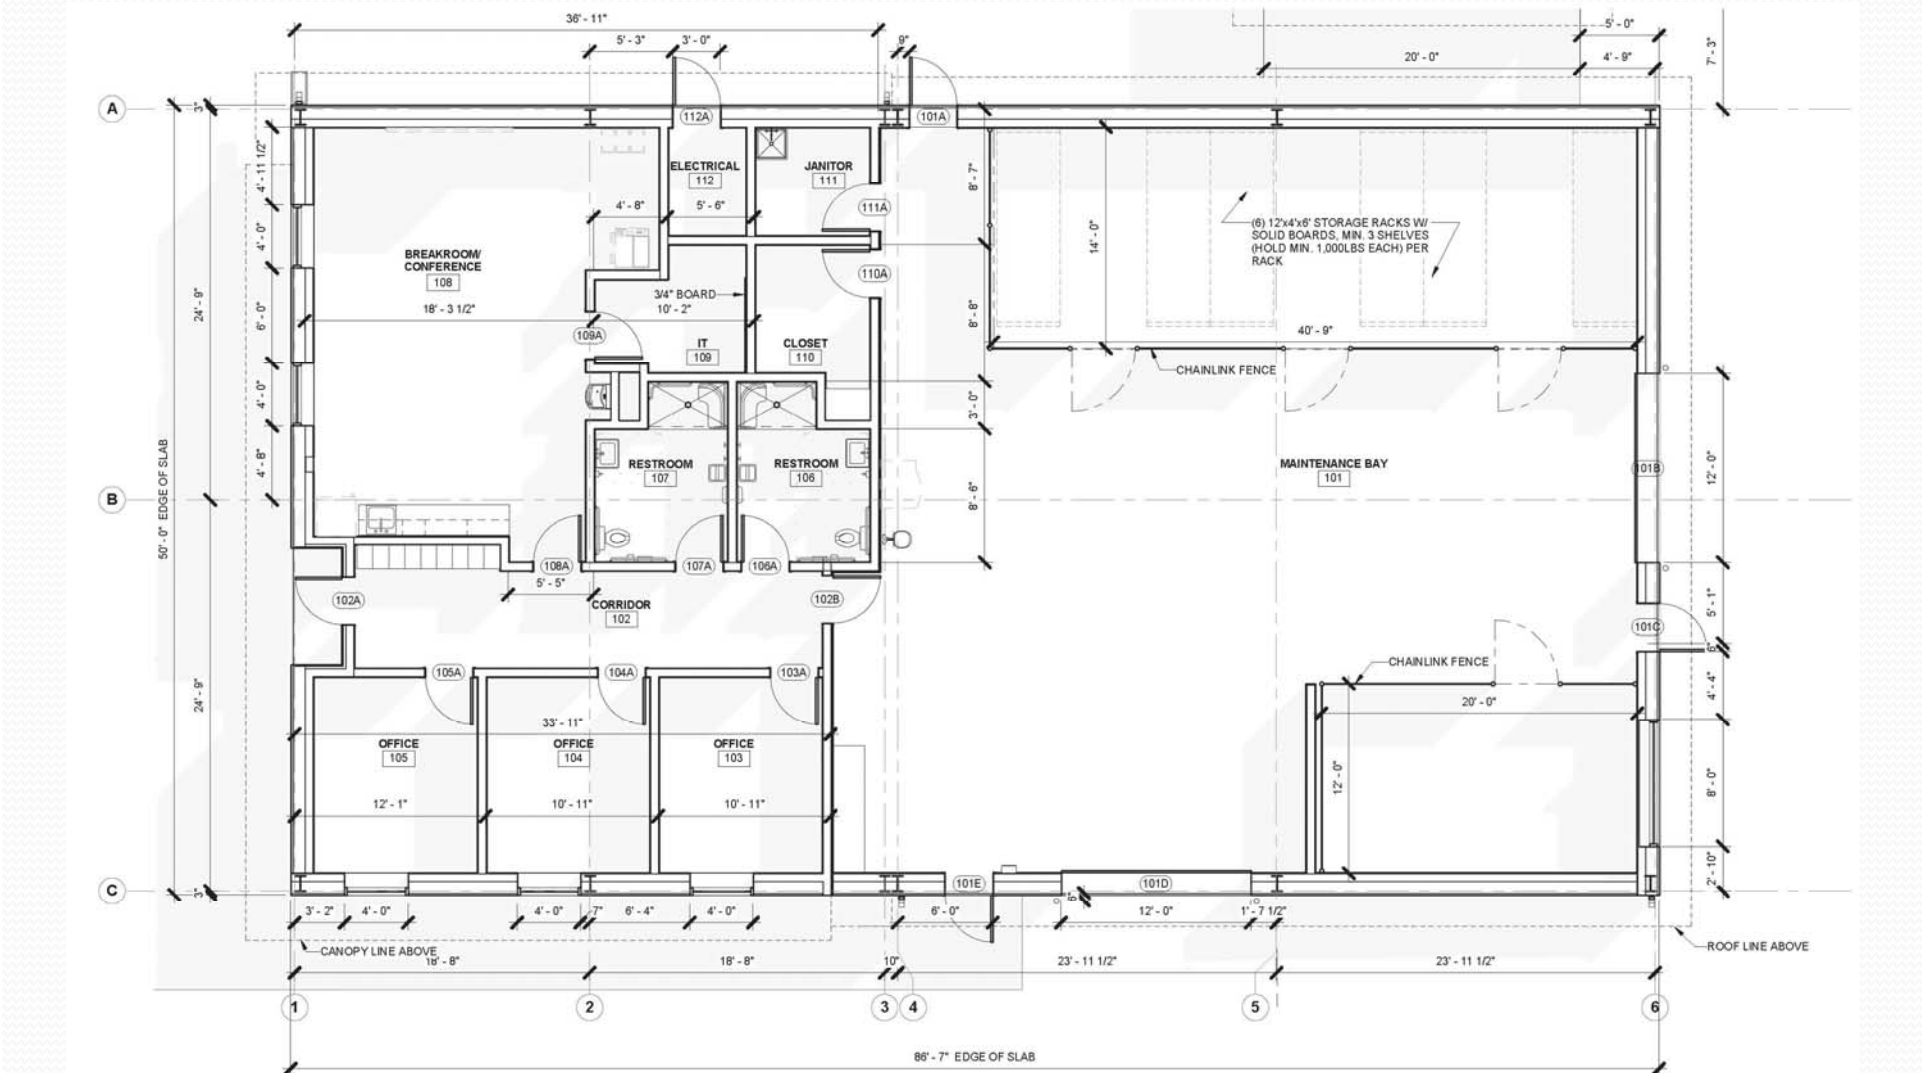 36' - 11"
5' - 3"
3' - 0"
9"
5' - 0"
20' - 0"
4' - 9"
7' - 3"
A
3"
112A
101A
4' - 11 1/2"
ELECTRICAL
112
JANITOR
111
8' - 7"
4' - 8"
5' - 6"
111A
14' - 0"
(6) 12'x4'x6' STORAGE RACKS W/
SOLID BOARDS, MIN. 3 SHELVES
(HOLD MIN. 1,000LBS EACH) PER
RACK
4' - 0"
BREAKROOM/
CONFERENCE
108
110A
24' - 9"
6' - 0"
18' - 3 1/2"
3/4" BOARD
10' - 2"
8' - 8"
40' - 9"
109A
IT
109
CLOSET
110
CHAINLINK FENCE
4' - 0"
3' - 0"
50' - 0" EDGE OF SLAB
4' - 8"
RESTROOM
107
RESTROOM
106
MAINTENANCE BAY
101
101B
12' - 0"
B
8' - 6"
108A
107A
106A
5' - 5"
102A
102B
CORRIDOR
102
5' - 1"
101C
6"
105A
104A
103A
CHAINLINK FENCE
24' - 9"
4' - 4"
20' - 0"
33' - 11"
OFFICE
105
OFFICE
104
OFFICE
103
12' - 0"
8' - 0"
12' - 1"
10' - 11"
10' - 11"
2' - 10"
C
3"
101E
101D
6"
3' - 2"
4' - 0"
4' - 0"
7"
6' - 4"
4' - 0"
6' - 0"
12' - 0"
1' - 7 1/2"
CANOPY LINE ABOVE
ROOF LINE ABOVE
18' - 8"
18' - 8"
10"
23' - 11 1/2"
23' - 11 1/2"
1
2
3
4
5
6
86' - 7" EDGE OF SLAB